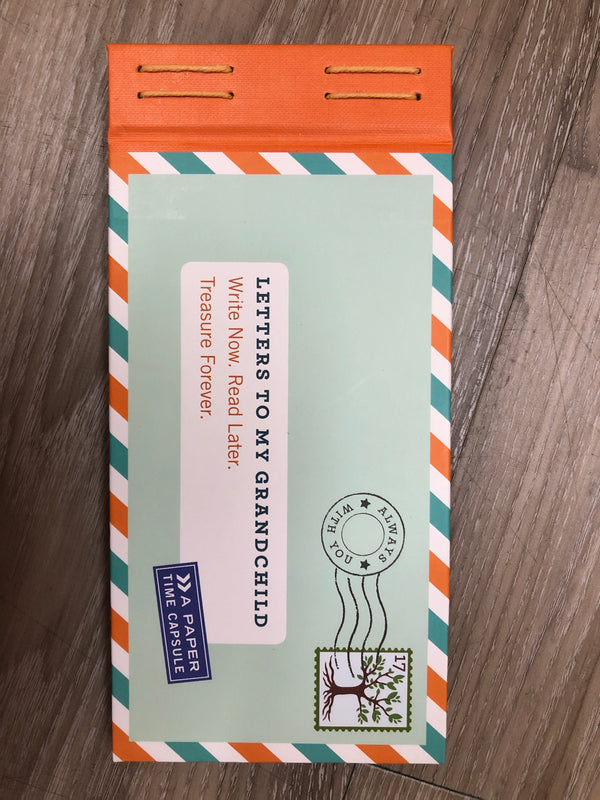 LETTERS TO MY GRANDCHILD
Write Now. Read Later.
Treasure Forever.
ALWAYS
WITH YOU
17
A PAPER
TIME CAPSULE